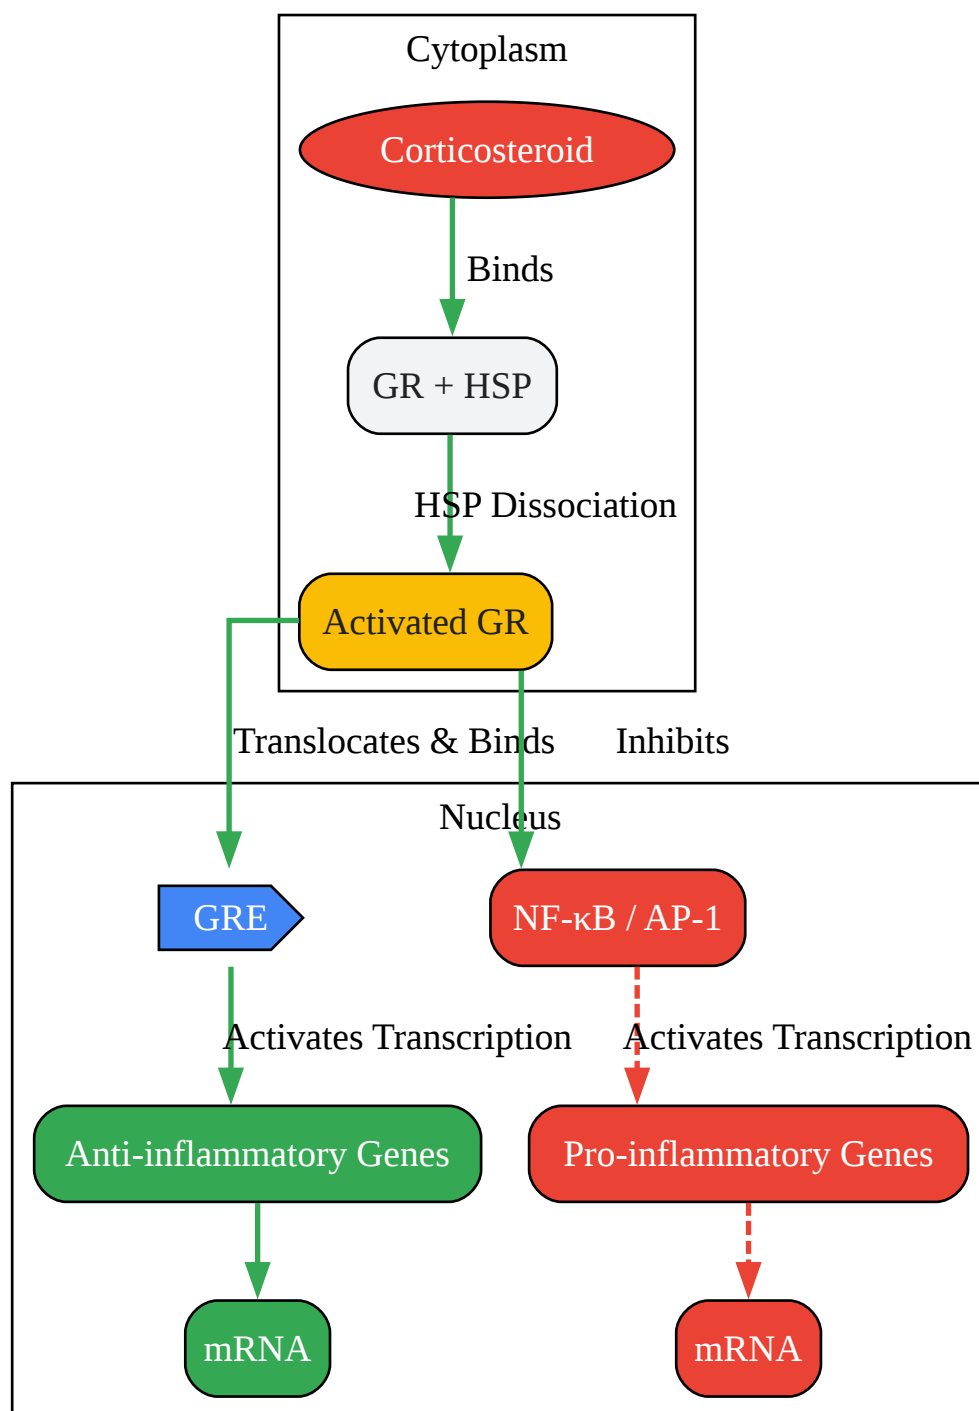 Cytoplasm
Corticosteroid
Binds
GR + HSP
HSP Dissociation
Activated GR
Translocates & Binds
Inhibits
Nucleus
GRE
NF-κB / AP-1
Activates Transcription
Activates Transcription
Anti-inflammatory Genes
Pro-inflammatory Genes
mRNA
mRNA